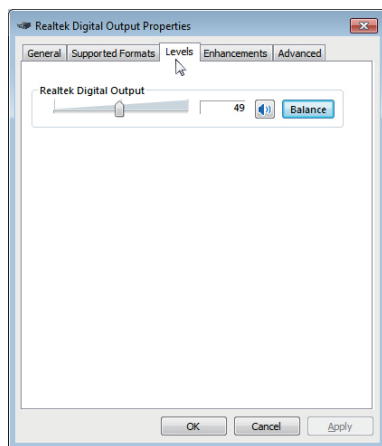 Realtek Digital Output Properties
General Supported Formats Levels Enhancements Advanced
Realtek Digital Output
49 Balance
OK Cancel Apply